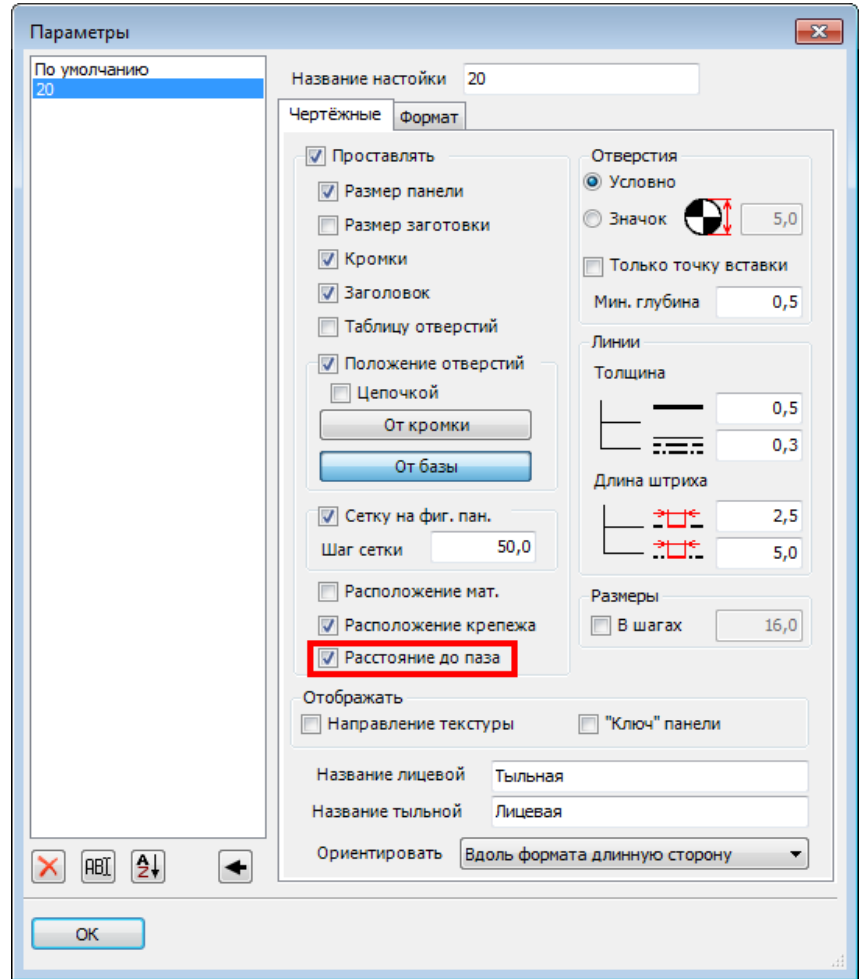 Параметры
По умолчанию
20
Название настойки 20
Чертёжные Формат
Проставлять
Размер панели
Размер заготовки
Кромки
Заголовок
Таблицу отверстий
Положение отверстий
Цепочкой
От кромки
От базы
Сетку на фиг. пан.
Шаг сетки 50,0
Расположение мат.
Расположение крепежа
Расстояние до паза
Отверстия
Условно
Значок 5,0
Только точку вставки
Мин. глубина 0,5
Линии
Толщина
0,5
0,3
Длина штриха
2,5
5,0
Размеры
В шагах 16,0
Отображать
Направление текстуры "Ключ" панели
Название лицевой Тыльная
Название тыльной Лицевая
Ориентировать Вдоль формата длинную сторону
ABI AZ
OK